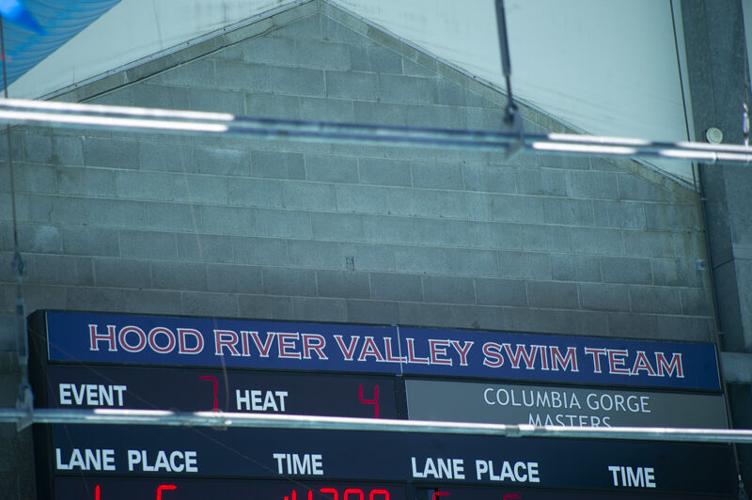 HOOD RIVER VALLEY SWIM TEAM
EVENT 7 HEAT 4
COLUMBIA GORGE
MASTERS
LANE PLACE TIME LANE PLACE TIME